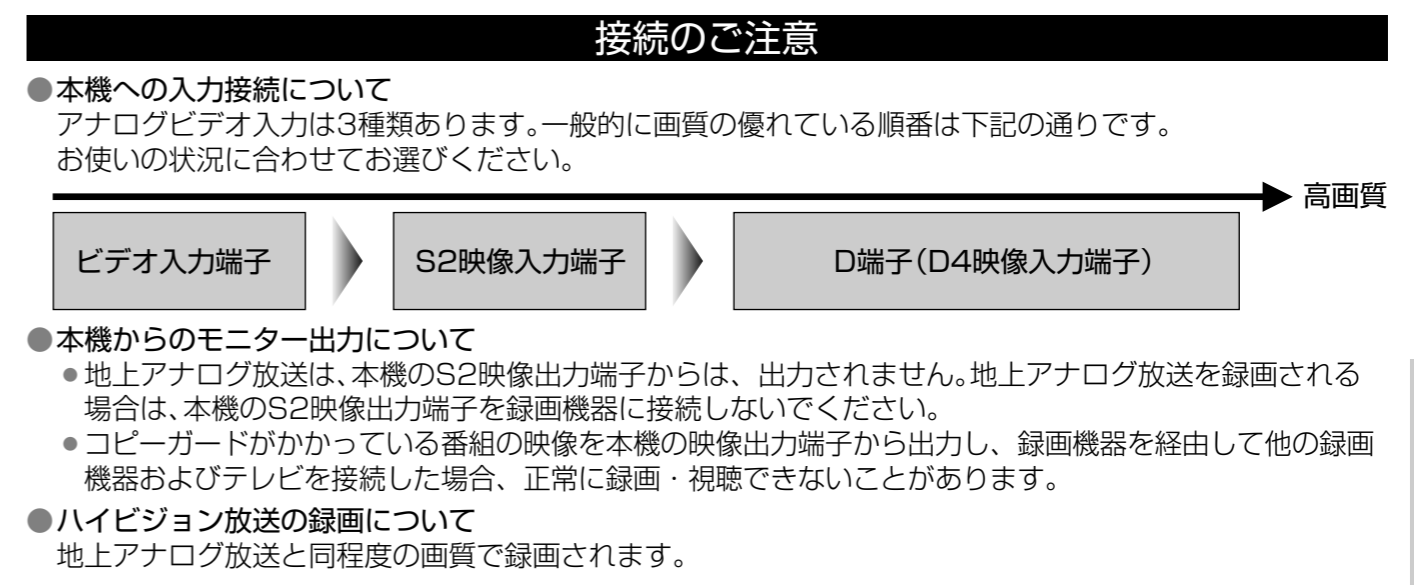 接続のご注意
●本機への入力接続について
アナログビデオ入力は3種類あります。一般的に画質の優れている順番は下記の通りです。
お使いの状況に合わせてお選びください。
高画質
ビデオ入力端子
S2映像入力端子
D端子(D4映像入力端子)
●本機からのモニター出力について
●地上アナログ放送は、本機のS2映像出力端子からは、出力されません。地上アナログ放送を録画される
場合は、本機のS2映像出力端子を録画機器に接続しないでください。
●コピーガードがかかっている番組の映像を本機の映像出力端子から出力し、録画機器を経由して他の録画
機器およびテレビを接続した場合、正常に録画・視聴できないことがあります。
●ハイビジョン放送の録画について
地上アナログ放送と同程度の画質で録画されます。